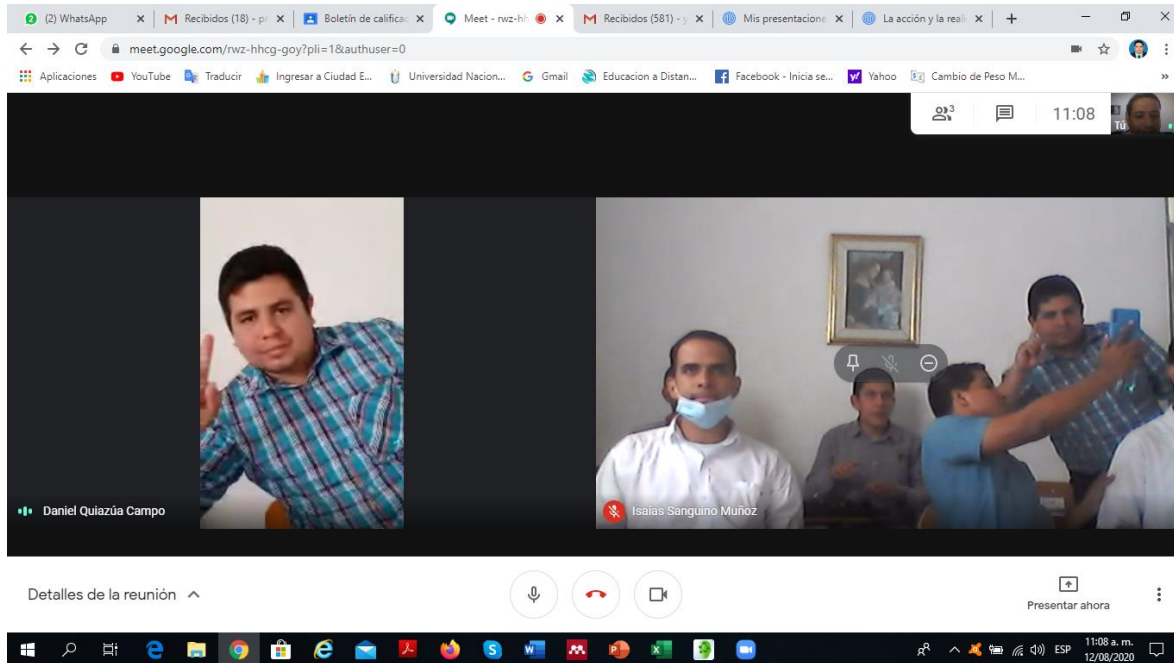 (2) WhatsApp
Recibidos (18) - pr
Boletín de calificac
Meet - rwz-hh
Recibidos (581) - y
Mis presentacione
La acción y la reali
meet.google.com/rwz-hhcg-goy?pli=1&authuser=0
Aplicaciones
YouTube
Traducir
Ingresar a Ciudad E...
Universidad Nacion...
Gmail
Educacion a Distan...
Facebook - Inicia se...
Yahoo
Cambio de Peso M...
3
11:08
Tú
Daniel Quiazúa Campo
Isaias Sanguino Muñoz
Detalles de la reunión
Presentar ahora
ESP
11:08 a. m.
12/08/2020